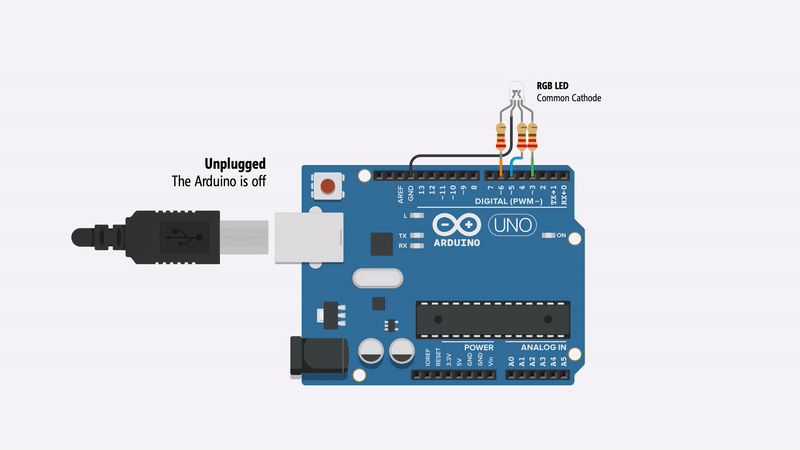 RGB LED
Common Cathode
Unplugged
The Arduino is off
AREF
GND
13
12
~11
~10
~9
8
7
~6
~5
4
~3
2
TX▸1
RX◂0
DIGITAL (PWM~)
L
TX
RX
ARDUINO
UNO
ON
POWER
ANALOG IN
IOREF
RESET
3.3V
5V
GND
GND
Vin
A0
A1
A2
A3
A4
A5